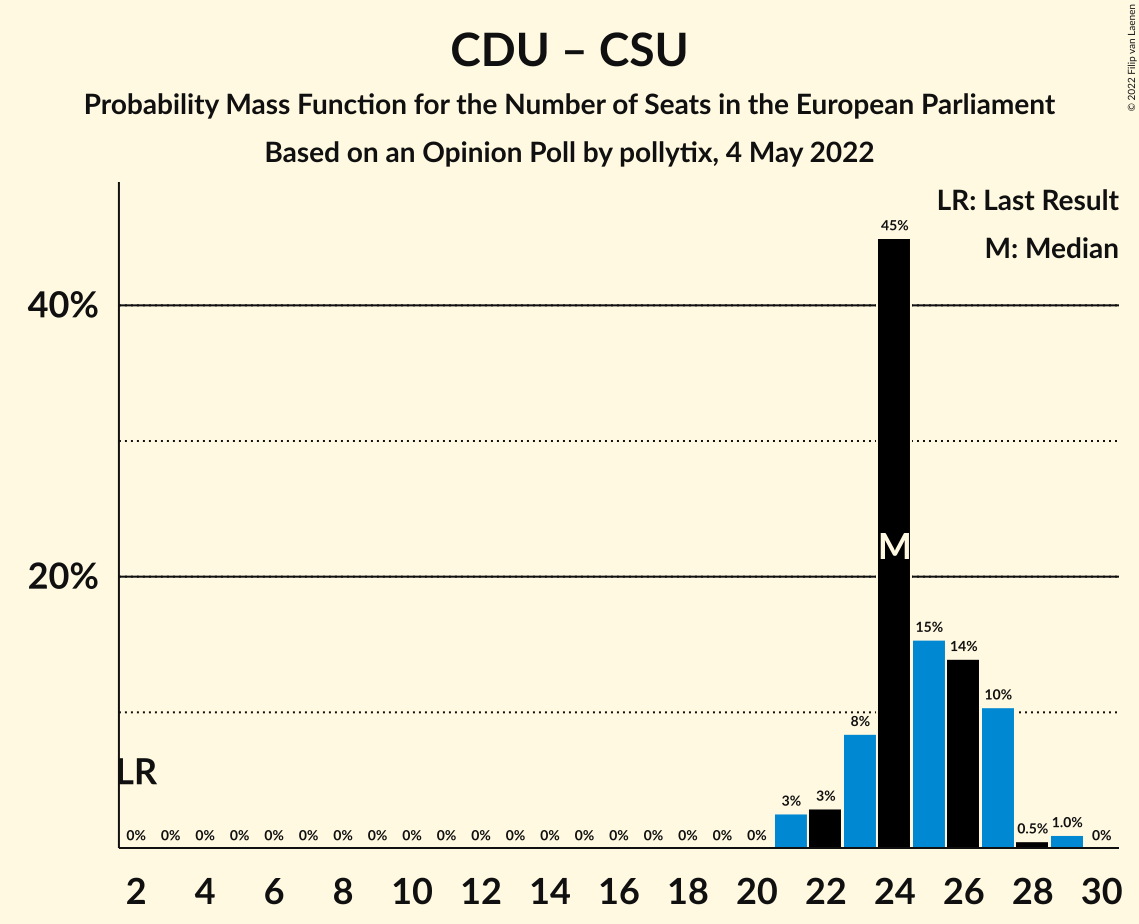 CDU – CSU
Probability Mass Function for the Number of Seats in the European Parliament
Based on an Opinion Poll by pollytix, 4 May 2022
© 2022 Filip van Laenen
LR: Last Result
M: Median
45%
40%
M
20%
15%
14%
10%
8%
LR
3%
3%
1.0%
0.5%
0% 0% 0% 0% 0% 0% 0% 0% 0% 0% 0% 0% 0% 0% 0% 0% 0% 0% 0% 0%
2 4 6 8 10 12 14 16 18 20 22 24 26 28 30